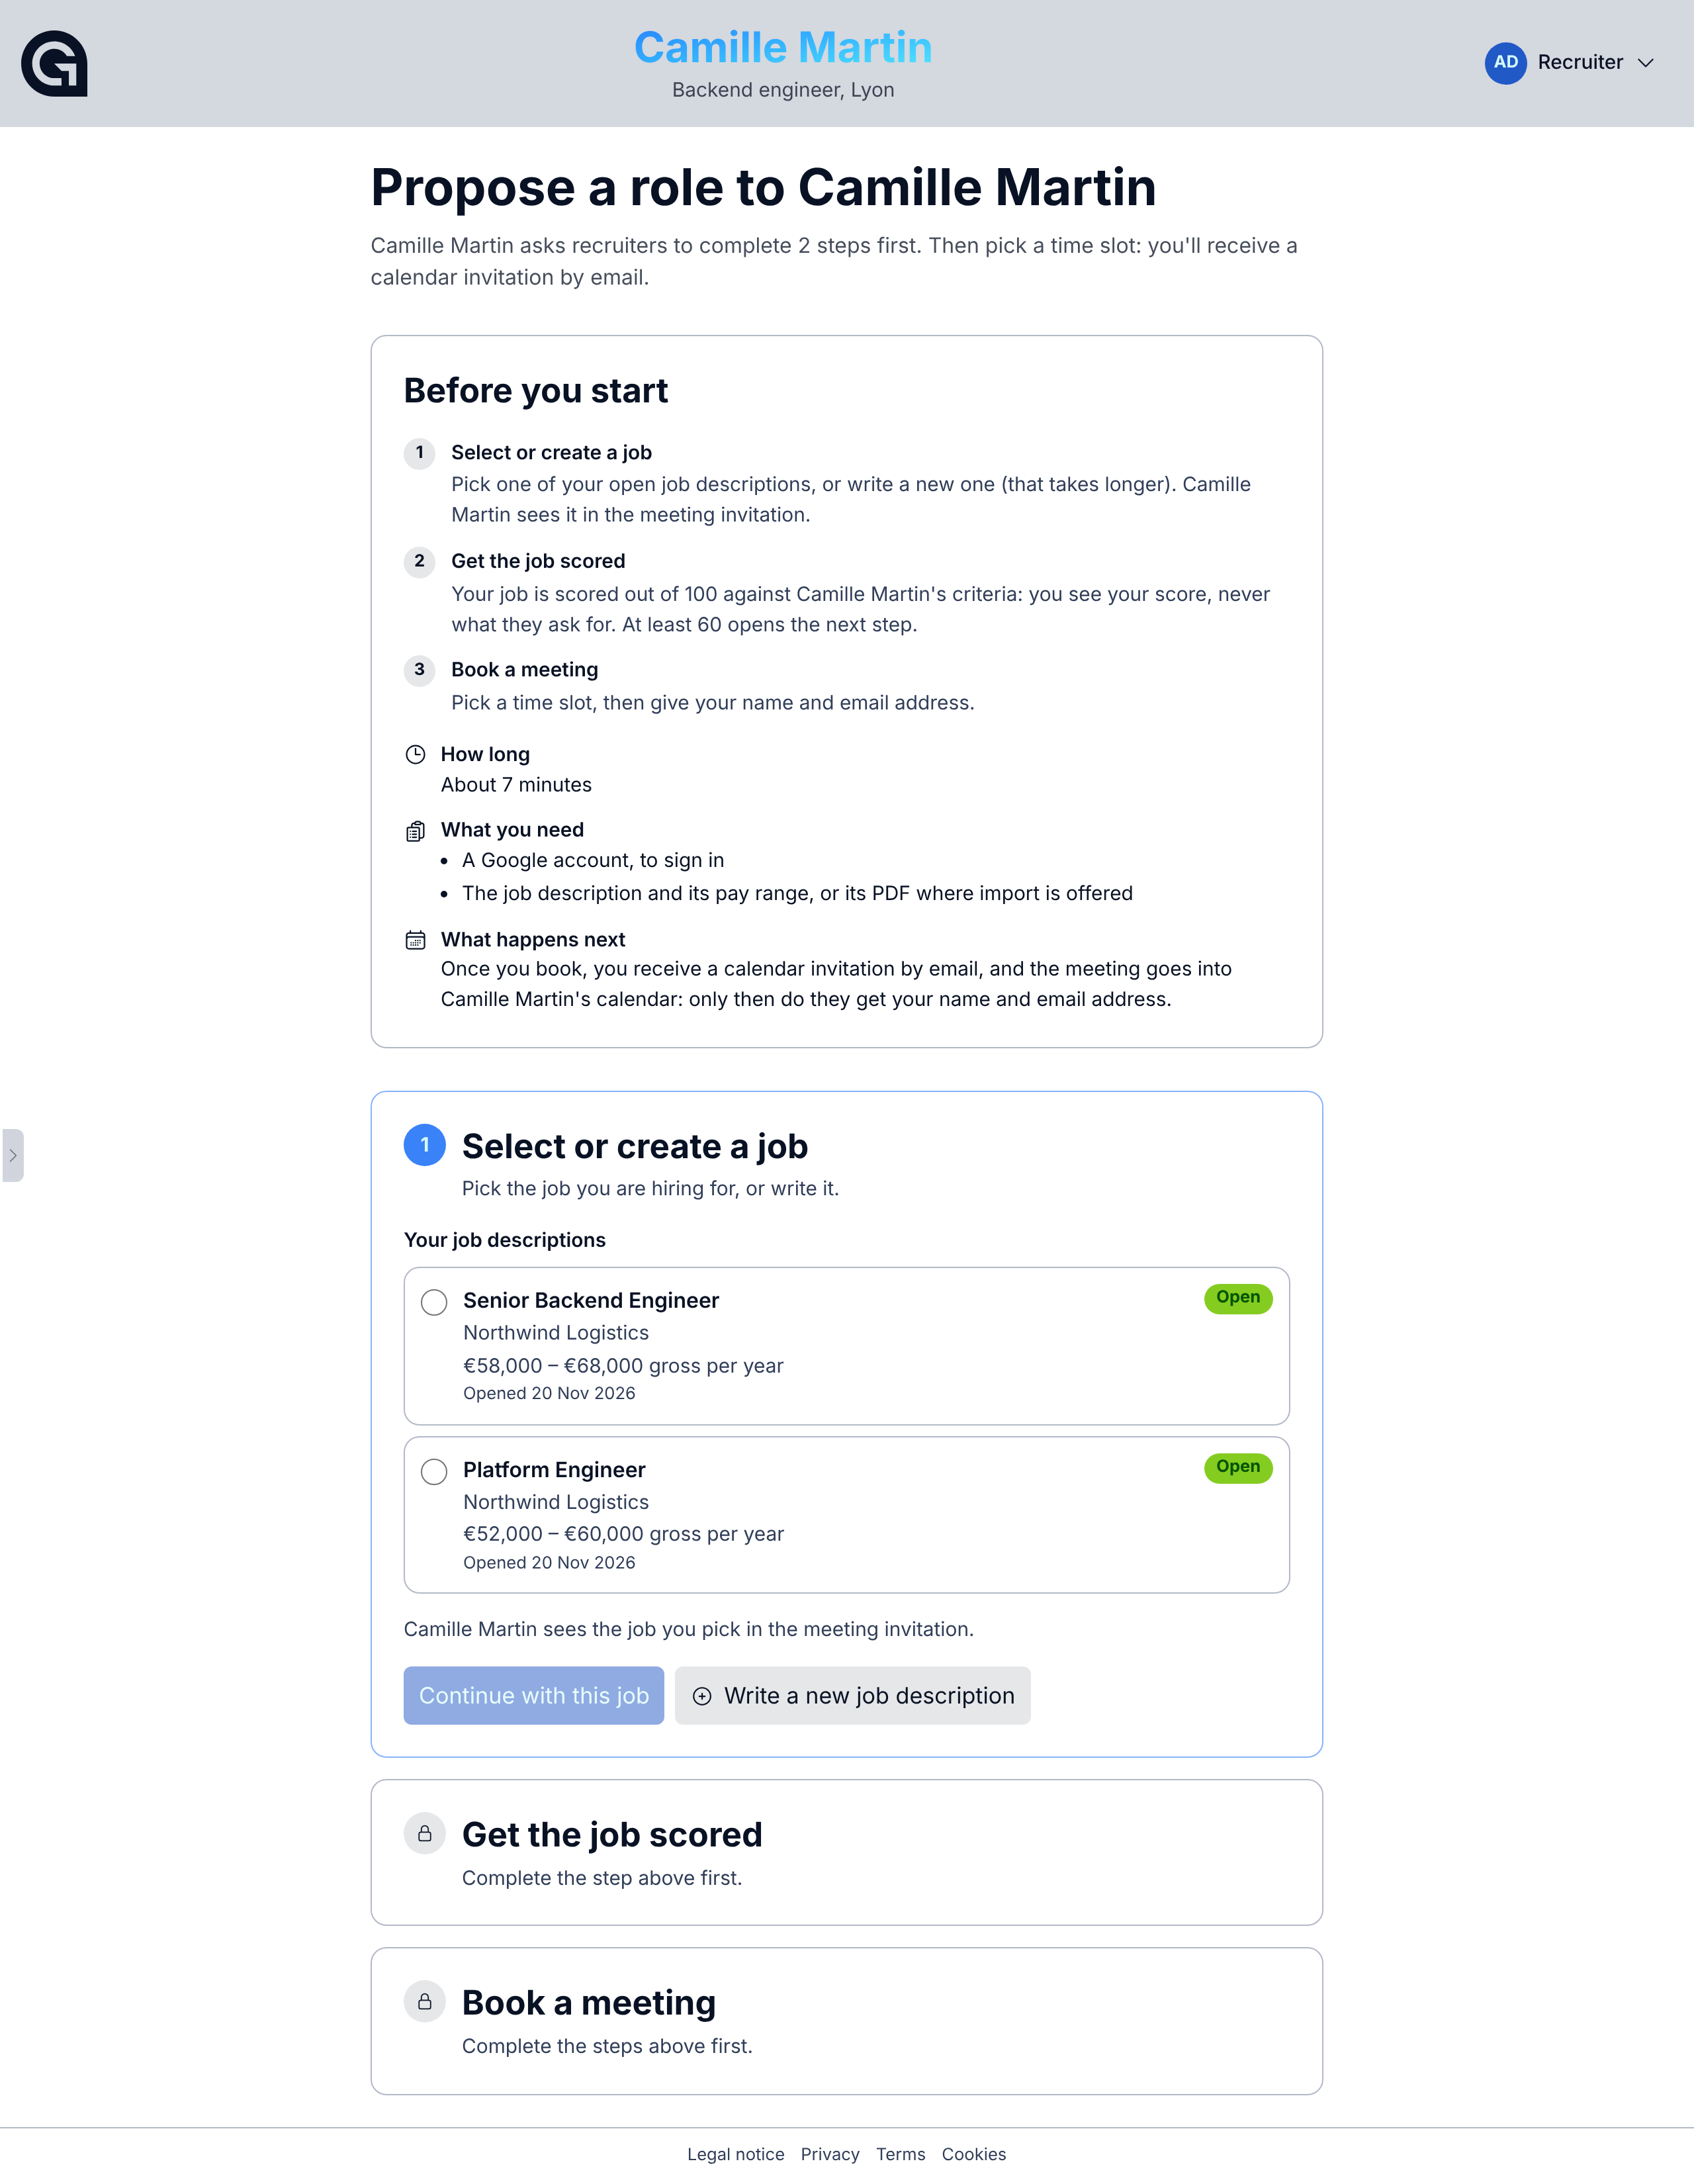 Camille Martin
Backend engineer, Lyon
AD Recruiter
Propose a role to Camille Martin
Camille Martin asks recruiters to complete 2 steps first. Then pick a time slot: you'll receive a
calendar invitation by email.
Before you start
1 Select or create a job
Pick one of your open job descriptions, or write a new one (that takes longer). Camille
Martin sees it in the meeting invitation.
2 Get the job scored
Your job is scored out of 100 against Camille Martin's criteria: you see your score, never
what they ask for. At least 60 opens the next step.
3 Book a meeting
Pick a time slot, then give your name and email address.
How long
About 7 minutes
What you need
• A Google account, to sign in
• The job description and its pay range, or its PDF where import is offered
What happens next
Once you book, you receive a calendar invitation by email, and the meeting goes into
Camille Martin's calendar: only then do they get your name and email address.
1 Select or create a job
Pick the job you are hiring for, or write it.
Your job descriptions
Senior Backend Engineer Open
Northwind Logistics
€58,000 – €68,000 gross per year
Opened 20 Nov 2026
Platform Engineer Open
Northwind Logistics
€52,000 – €60,000 gross per year
Opened 20 Nov 2026
Camille Martin sees the job you pick in the meeting invitation.
Continue with this job Write a new job description
Get the job scored
Complete the step above first.
Book a meeting
Complete the steps above first.
Legal notice Privacy Terms Cookies